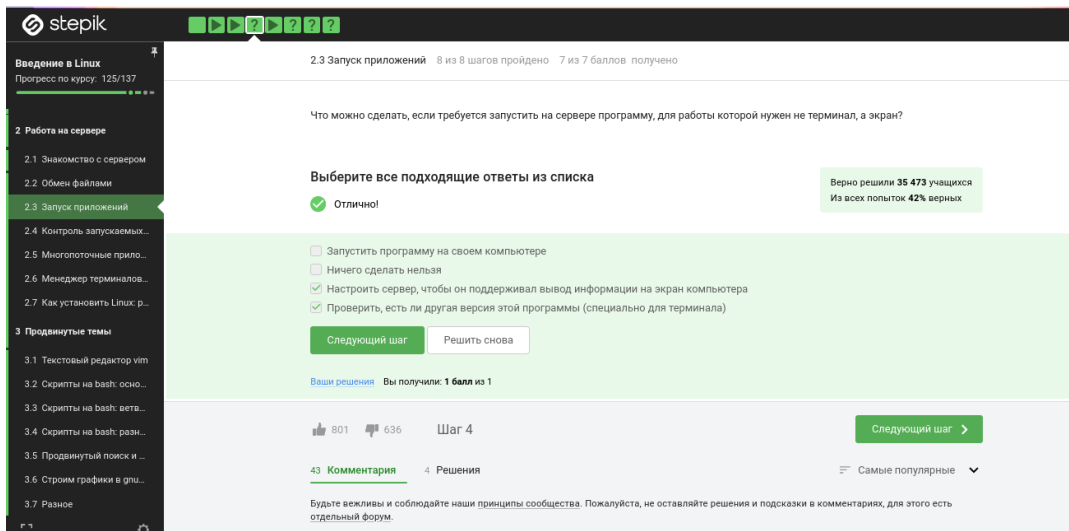 stepik
? ? ? ?
Введение в Linux
Прогресс по курсу: 125/137
2 Работа на сервере
2.1 Знакомство с сервером
2.2 Обмен файлами
2.3 Запуск приложений
2.4 Контроль запускаемых...
2.5 Многопоточные прило...
2.6 Менеджер терминалов...
2.7 Как установить Linux: р...
3 Продвинутые темы
3.1 Текстовый редактор vim
3.2 Скрипты на bash: осно...
3.3 Скрипты на bash: ветв...
3.4 Скрипты на bash: разн...
3.5 Продвинутый поиск и ...
3.6 Строим графики в gnu...
3.7 Разное
2.3 Запуск приложений 8 из 8 шагов пройдено 7 из 7 баллов получено
Что можно сделать, если требуется запустить на сервере программу, для работы которой нужен не терминал, а экран?
Выберите все подходящие ответы из списка
Отлично!
Верно решили 35 473 учащихся
Из всех попыток 42% верных
Запустить программу на своем компьютере
Ничего сделать нельзя
Настроить сервер, чтобы он поддерживал вывод информации на экран компьютера
Проверить, есть ли другая версия этой программы (специально для терминала)
Следующий шаг Решить снова
Ваши решения Вы получили: 1 балл из 1
801 636 Шаг 4
Следующий шаг
43 Комментария 4 Решения
Самые популярные
Будьте вежливы и соблюдайте наши принципы сообщества. Пожалуйста, не оставляйте решения и подсказки в комментариях, для этого есть
отдельный форум.